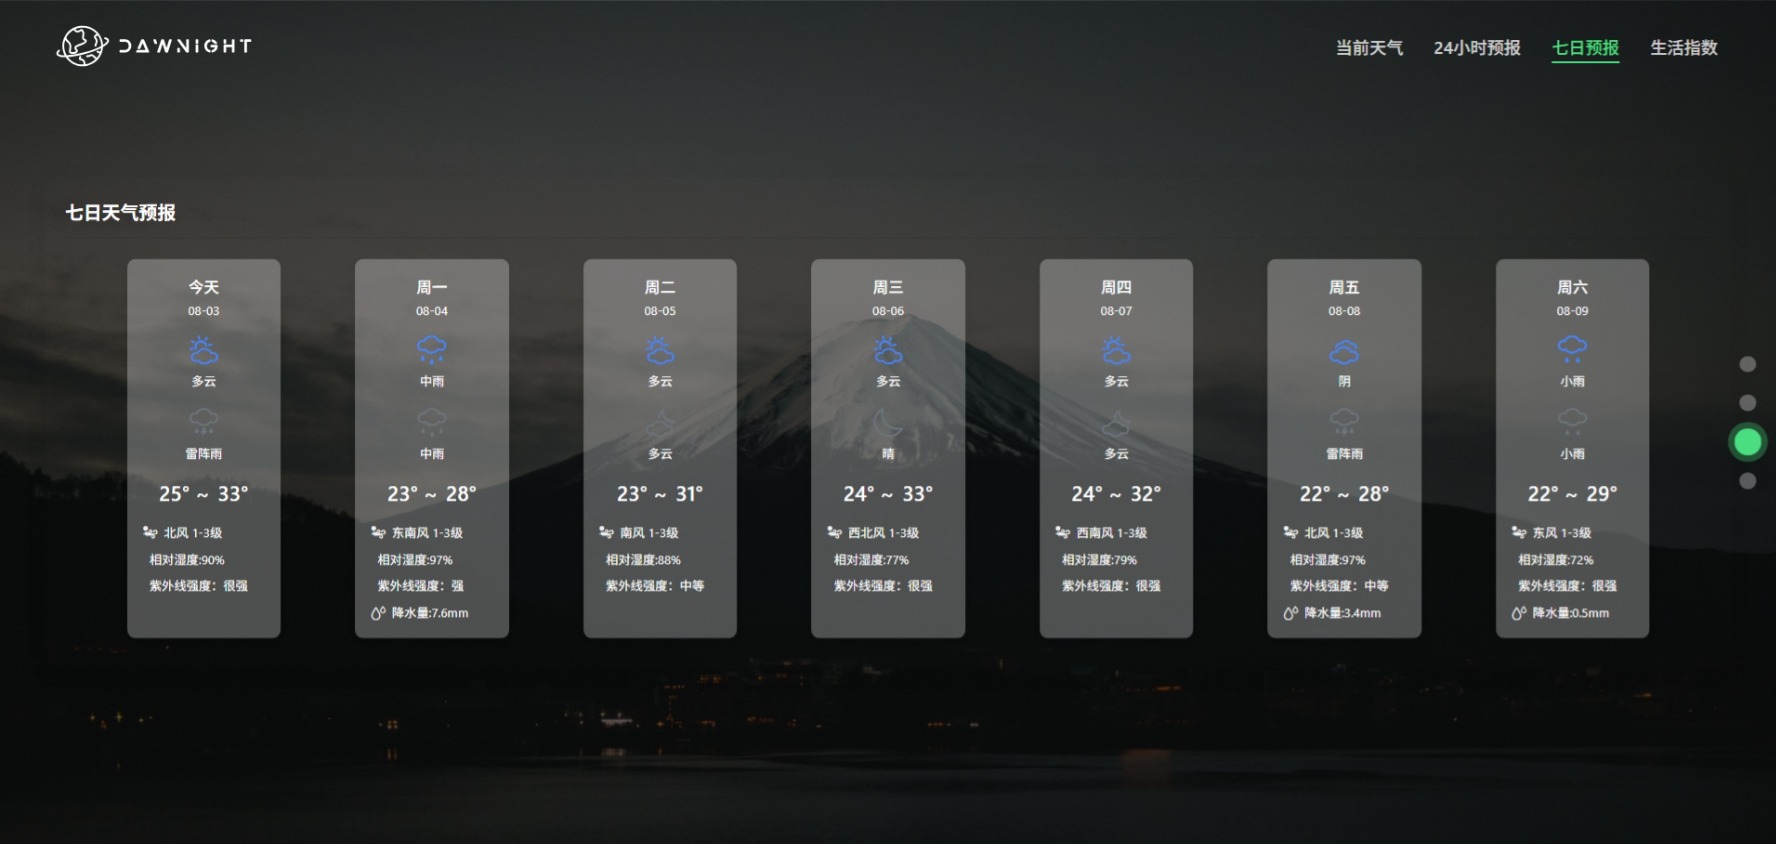 DAWNIGHT
当前天气 24小时预报 七日预报 生活指数
七日天气预报
今天
08-03
多云
雷阵雨
25° ~ 33°
北风 1-3级
相对湿度:90%
紫外线强度：很强
周一
08-04
中雨
中雨
23° ~ 28°
东南风 1-3级
相对湿度:97%
紫外线强度：强
降水量:7.6mm
周二
08-05
多云
多云
23° ~ 31°
南风 1-3级
相对湿度:88%
紫外线强度：中等
周三
08-06
多云
晴
24° ~ 33°
西北风 1-3级
相对湿度:77%
紫外线强度：很强
周四
08-07
多云
多云
24° ~ 32°
西南风 1-3级
相对湿度:79%
紫外线强度：很强
周五
08-08
阴
雷阵雨
22° ~ 28°
北风 1-3级
相对湿度:97%
紫外线强度：中等
降水量:3.4mm
周六
08-09
小雨
小雨
22° ~ 29°
东风 1-3级
相对湿度:72%
紫外线强度：很强
降水量:0.5mm